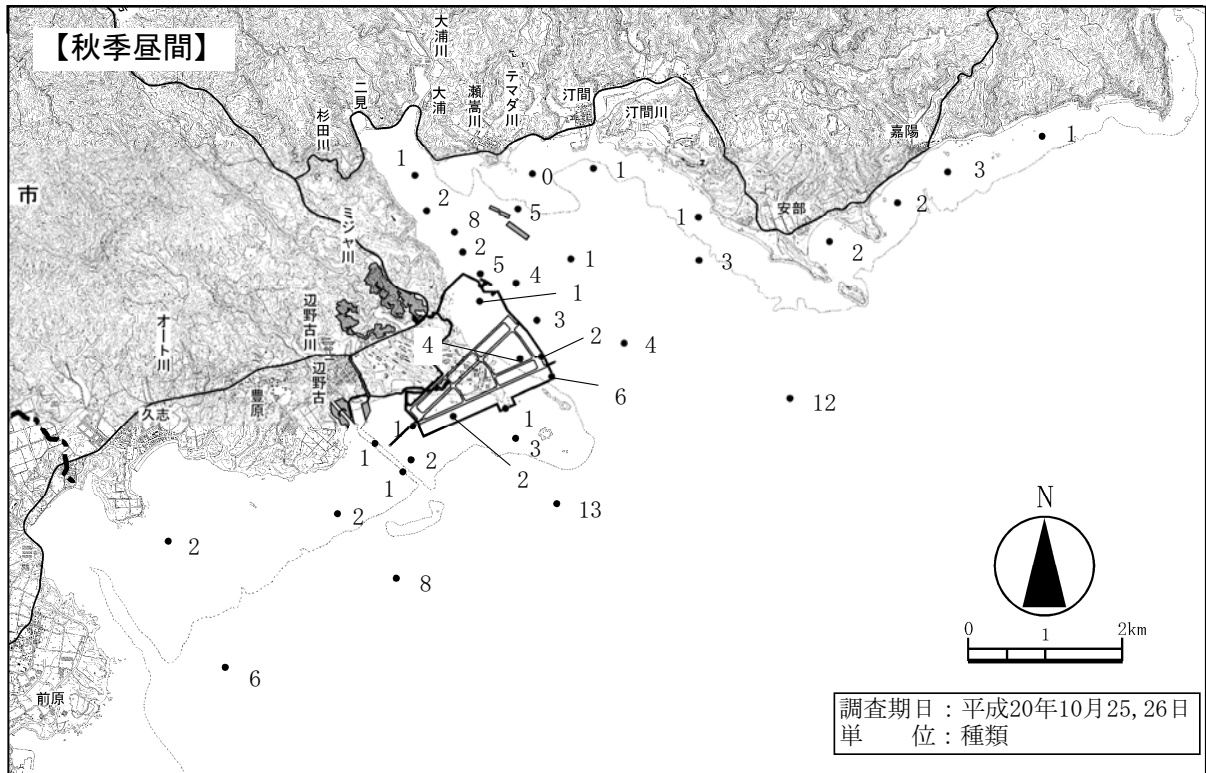 【秋季昼間】
大浦川
二見
大浦
瀬嵩川
テマダ川
汀間
汀間川
杉田川
嘉陽
市
安部
ミジャ川
辺野古川
辺野古
オート川
豊原
久志
前原
1
1
0
1
3
2
5
1
2
8
2
2
1
3
5
4
1
3
2
4
4
6
12
1
1
3
1
2
2
1
13
2
2
8
6
N
0 1 2km
調査期日：平成20年10月25,26日
単　　位：種類